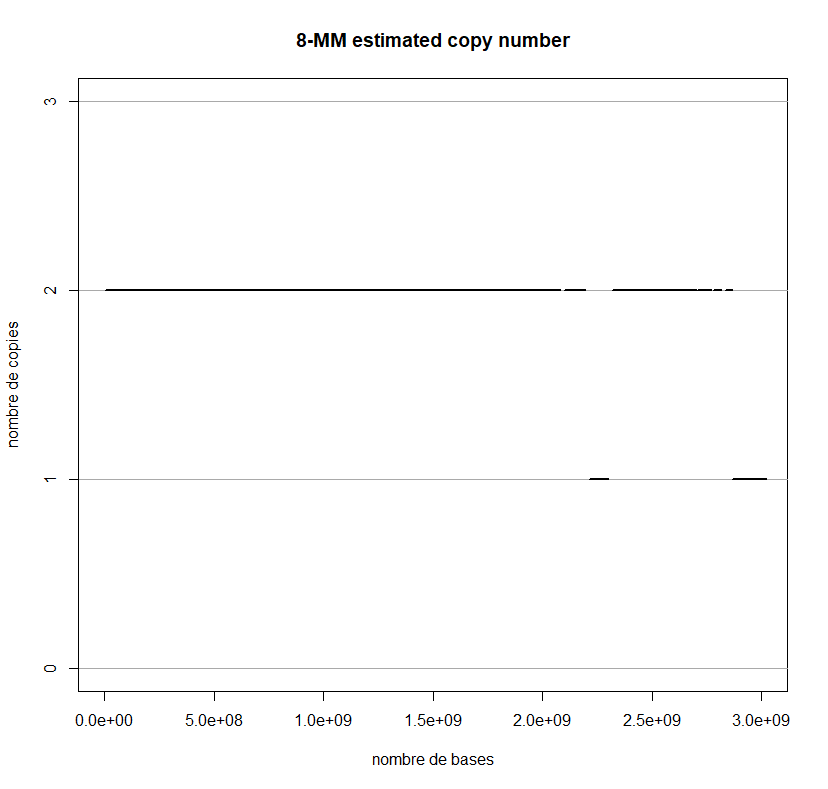 8-MM estimated copy number
3
2
1
0
nombre de copies
0.0e+00 5.0e+08 1.0e+09 1.5e+09 2.0e+09 2.5e+09 3.0e+09
nombre de bases